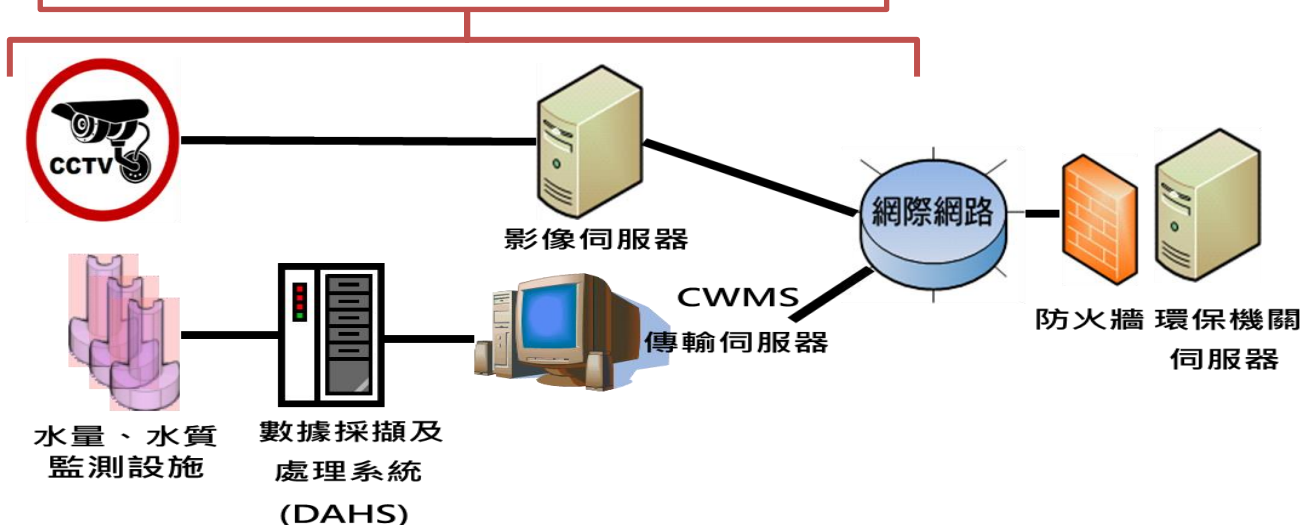 CCTV
影像伺服器
網際網路
CWMS
傳輸伺服器
防火牆
環保機關
伺服器
水量、水質
監測設施
數據採擷及
處理系統
(DAHS)